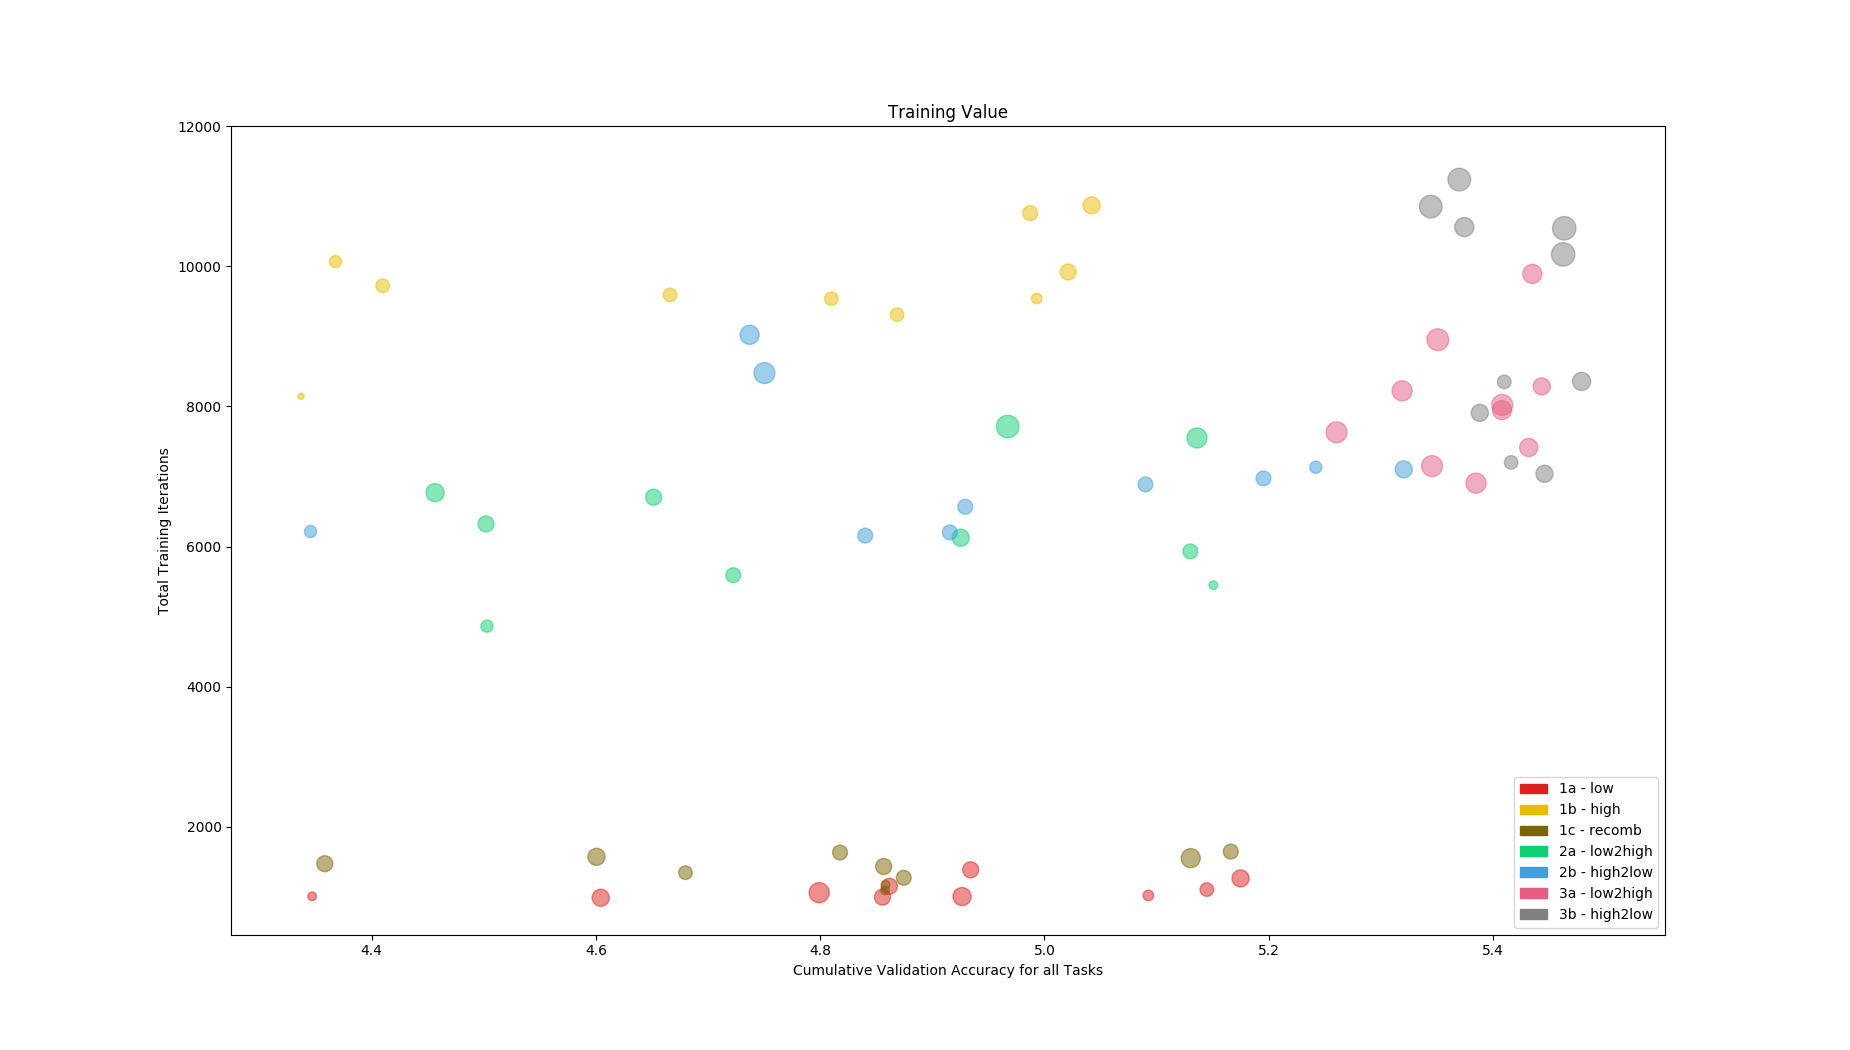 Training Value
12000
10000
8000
6000
4000
2000
Total Training Iterations
4.4
4.6
4.8
5.0
5.2
5.4
Cumulative Validation Accuracy for all Tasks
1a - low
1b - high
1c - recomb
2a - low2high
2b - high2low
3a - low2high
3b - high2low